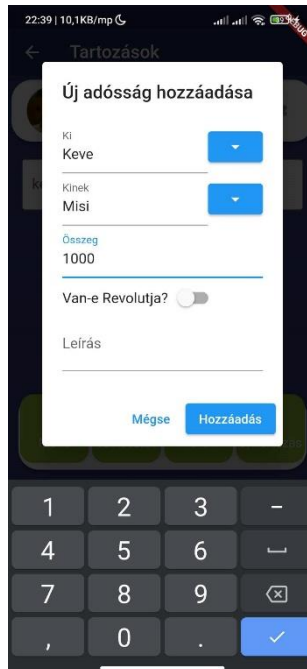 22:39 | 10,1KB/mp
Tartozások
Új adósság hozzáadása
Ki
Keve
Kinek
Misi
Összeg
1000
Van-e Revolutja?
Leírás
Mégse Hozzáadás
1 2 3 -
4 5 6
7 8 9
, 0 .